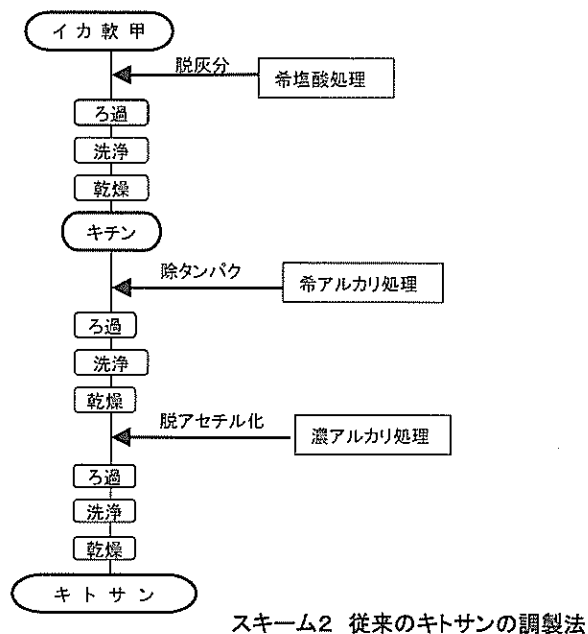 イカ軟甲
脱灰分
希塩酸処理
ろ過
洗浄
乾燥
キチン
除タンパク
希アルカリ処理
ろ過
洗浄
乾燥
脱アセチル化
濃アルカリ処理
ろ過
洗浄
乾燥
キトサン
スキーム2 従来のキトサンの調製法